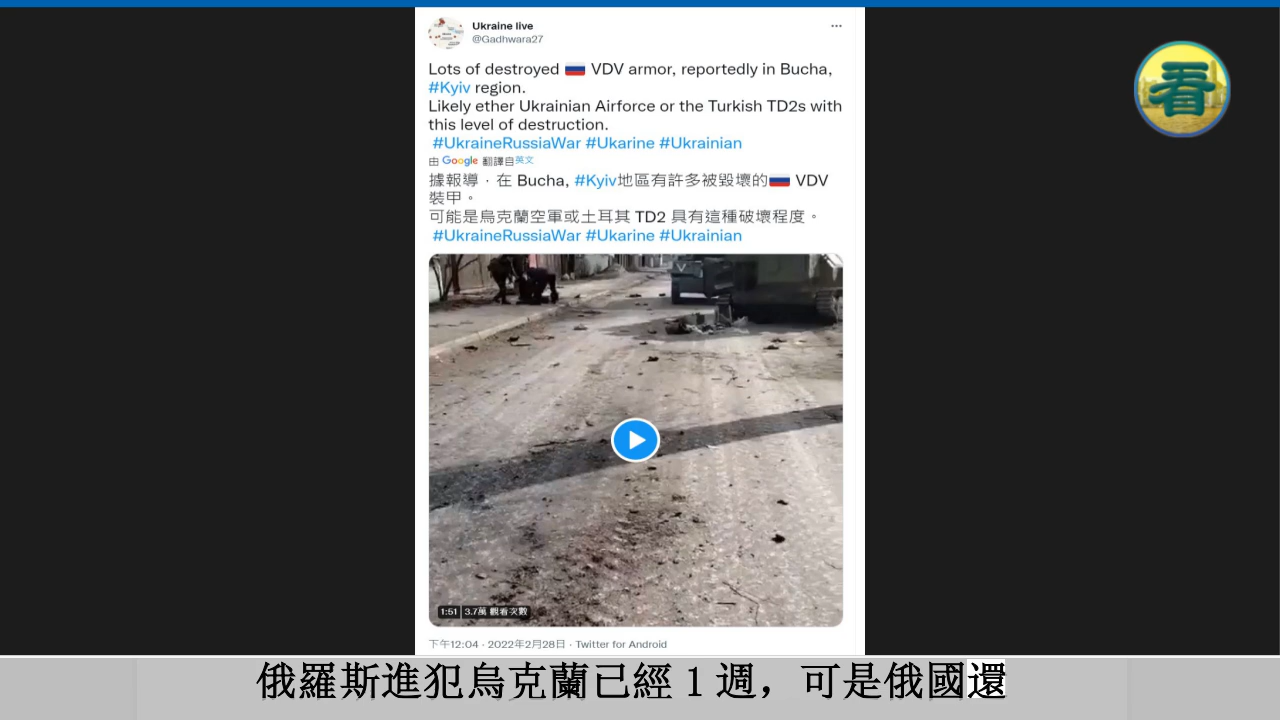 Ukraine live
@Gadhwara27
Lots of destroyed VDV armor, reportedly in Bucha,
#Kyiv region.
Likely ether Ukrainian Airforce or the Turkish TD2s with
this level of destruction.
#UkraineRussiaWar #Ukarine #Ukrainian
由 Google 翻譯自英文
據報導，在 Bucha, #Kyiv地區有許多被毀壞的 VDV
裝甲。
可能是烏克蘭空軍或土耳其 TD2 具有這種破壞程度。
#UkraineRussiaWar #Ukarine #Ukrainian
V
1:51 3.7萬 觀看次數
下午12:04 · 2022年2月28日 · Twitter for Android
看
俄羅斯進犯烏克蘭已經 1 週，可是俄國還